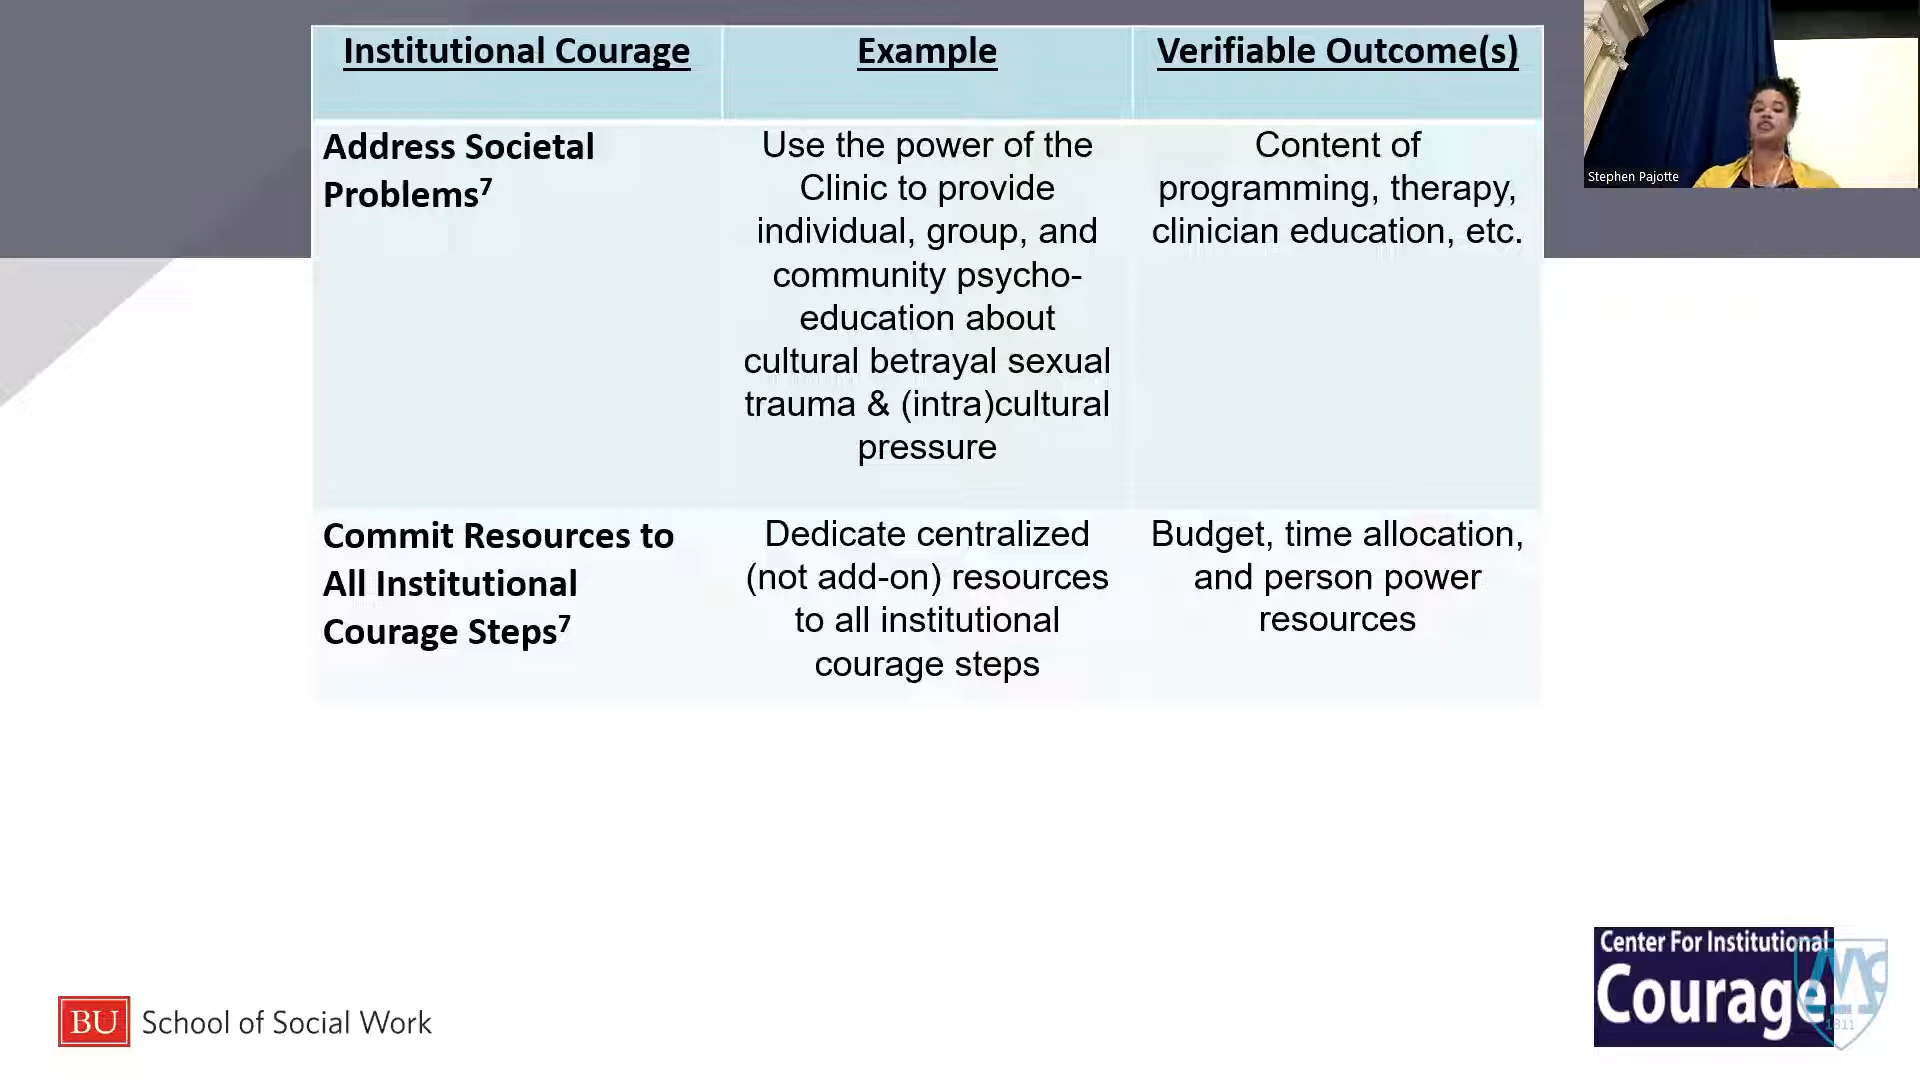 Institutional Courage
Example
Verifiable Outcome(s)
Address Societal
Problems⁷
Use the power of the
Clinic to provide
individual, group, and
community psycho-
education about
cultural betrayal sexual
trauma & (intra)cultural
pressure
Content of
programming, therapy,
clinician education, etc.
Commit Resources to
All Institutional
Courage Steps⁷
Dedicate centralized
(not add-on) resources
to all institutional
courage steps
Budget, time allocation,
and person power
resources
Stephen Pajotte
BU School of Social Work
Center For Institutional
Courage
1811